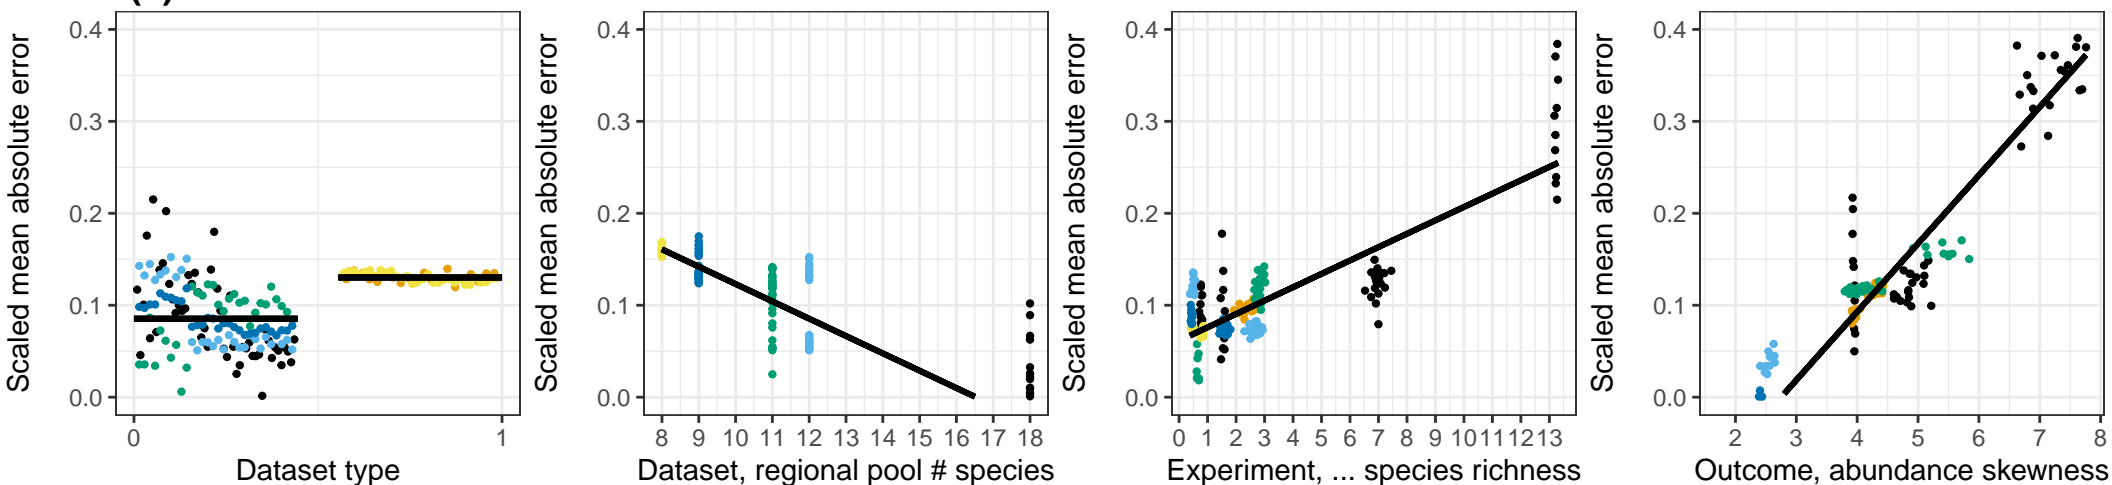 Scaled mean absolute error
0.4
0.3
0.2
0.1
0.0
0 1
Dataset type
Scaled mean absolute error
0.4
0.3
0.2
0.1
0.0
8 9 10 11 12 13 14 15 16 17 18
Dataset, regional pool # species
Scaled mean absolute error
0.4
0.3
0.2
0.1
0.0
0 1 2 3 4 5 6 7 8 9 10 11 12 13
Experiment, ... species richness
Scaled mean absolute error
0.4
0.3
0.2
0.1
0.0
2 3 4 5 6 7 8
Outcome, abundance skewness